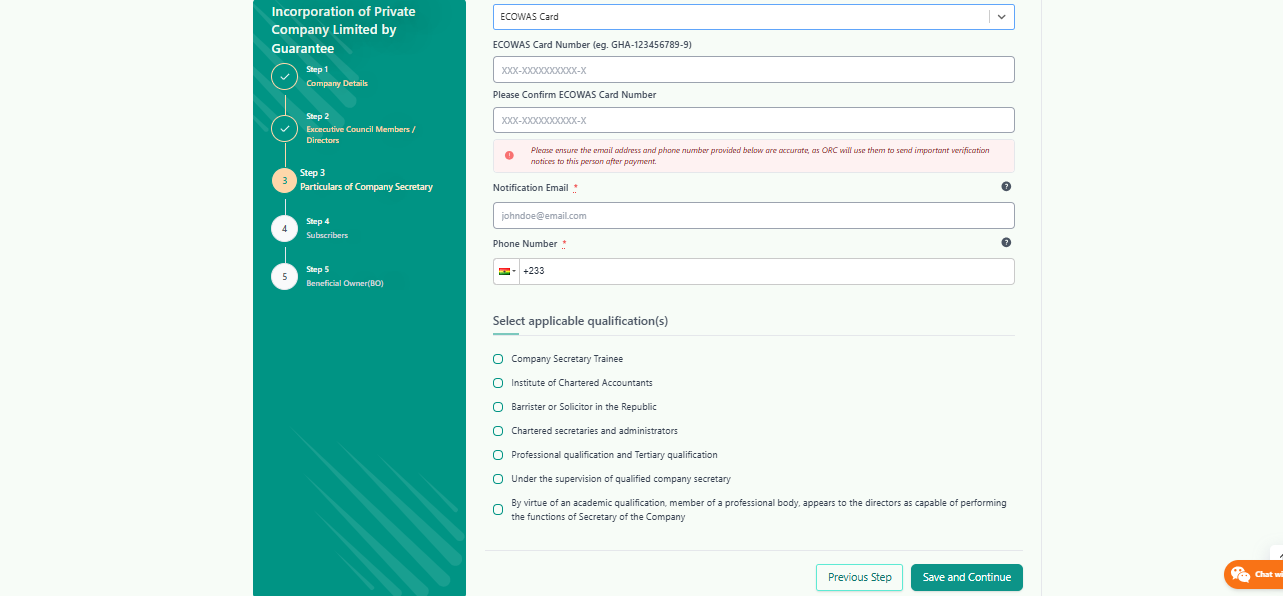 Incorporation of Private
Company Limited by
Guarantee
Step 1
Company Details
Step 2
Excecutive Council Members /
Directors
3
Step 3
Particulars of Company Secretary
4
Step 4
Subscribers
5
Step 5
Beneficial Owner(BO)
ECOWAS Card
ECOWAS Card Number (eg. GHA-123456789-9)
XXX-XXXXXXXXXX-X
Please Confirm ECOWAS Card Number
XXX-XXXXXXXXXX-X
Please ensure the email address and phone number provided below are accurate, as ORC will use them to send important verification
notices to this person after payment.
Notification Email *
johndoe@email.com
Phone Number *
+233
Select applicable qualification(s)
Company Secretary Trainee
Institute of Chartered Accountants
Barrister or Solicitor in the Republic
Chartered secretaries and administrators
Professional qualification and Tertiary qualification
Under the supervision of qualified company secretary
By virtue of an academic qualification, member of a professional body, appears to the directors as capable of performing
the functions of Secretary of the Company
Previous Step
Save and Continue
Chat